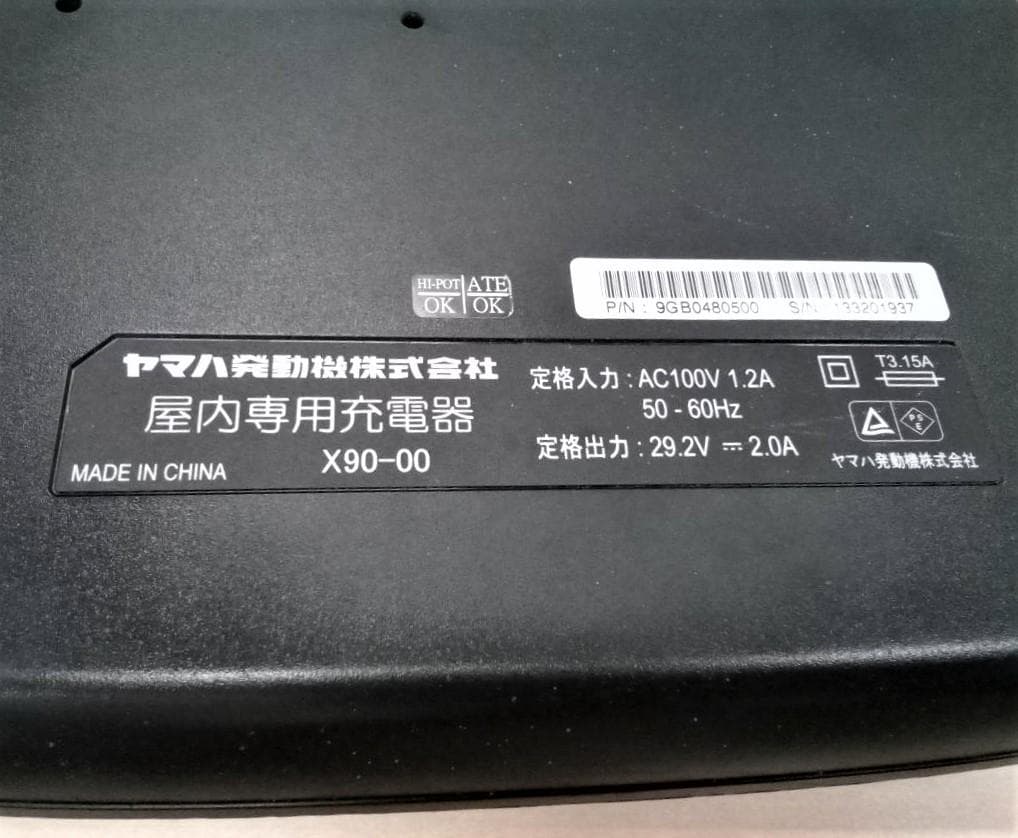 HI-POT ATE
OK OK
P/N : 9GB0480500 S/N : 133201937
ヤマハ発動機株式会社
屋内専用充電器
X90-00
MADE IN CHINA
定格入力 : AC100V 1.2A
50 - 60Hz
定格出力 : 29.2V ⎓ 2.0A
T3.15A
PSE
ヤマハ発動機株式会社